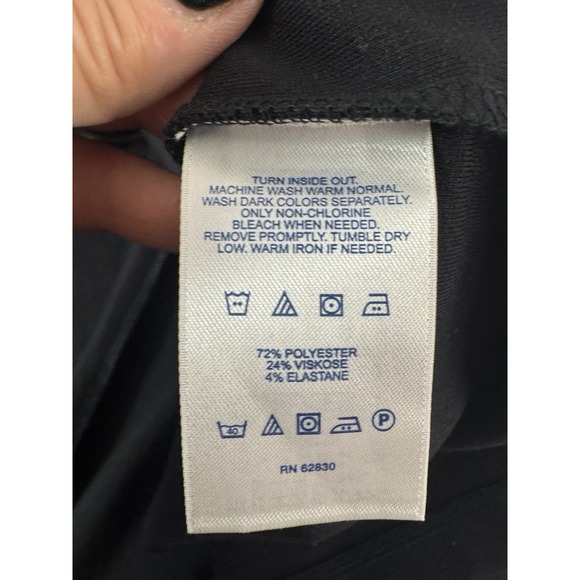 TURN INSIDE OUT.
MACHINE WASH WARM NORMAL.
WASH DARK COLORS SEPARATELY.
ONLY NON-CHLORINE
BLEACH WHEN NEEDED.
REMOVE PROMPTLY. TUMBLE DRY
LOW. WARM IRON IF NEEDED.
72% POLYESTER
24% VISKOSE
4% ELASTANE
40 P
RN 62830